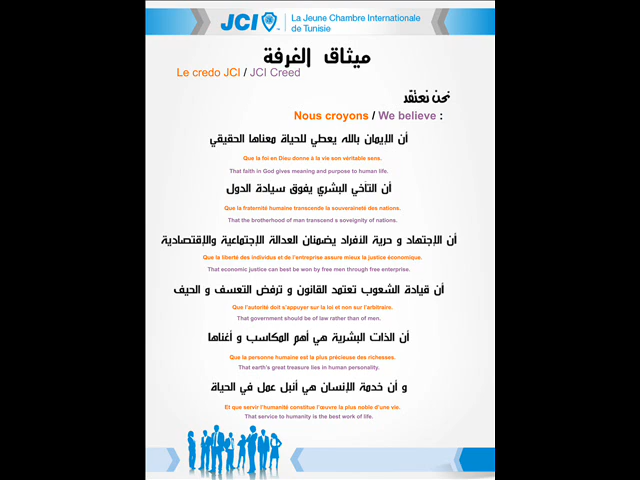 JCI La Jeune Chambre Internationale
de Tunisie
ميثاق الغرفة
Le credo JCI / JCI Creed
نحن نعتقد
Nous croyons / We believe :
أن الإيمان بالله يعطي للحياة معناها الحقيقي
Que la foi en Dieu donne à la vie son véritable sens.
That faith in God gives meaning and purpose to human life.
أن التآخي البشري يفوق سيادة الدول
Que la fraternité humaine transcende la souveraineté des nations.
That the brotherhood of man transcend s sovereignty of nations.
أن الإجتهاد و حرية الأفراد يضمنان العدالة الإجتماعية والإقتصادية
Que la liberté des individus et de l'entreprise assure mieux la justice économique.
That economic justice can best be won by free men through free enterprise.
أن قيادة الشعوب تعتمد القانون و ترفض التعسف و الحيف
Que l'autorité doit s'appuyer sur la loi et non sur l'arbitraire.
That government should be of law rather than of men.
أن الذات البشرية هي أهم المكاسب و أغناها
Que la personne humaine est la plus précieuse des richesses.
That earth's great treasure lies in human personality.
و أن خدمة الإنسان هي أنبل عمل في الحياة
Et que servir l'humanité constitue l'œuvre la plus noble d'une vie.
That service to humanity is the best work of life.